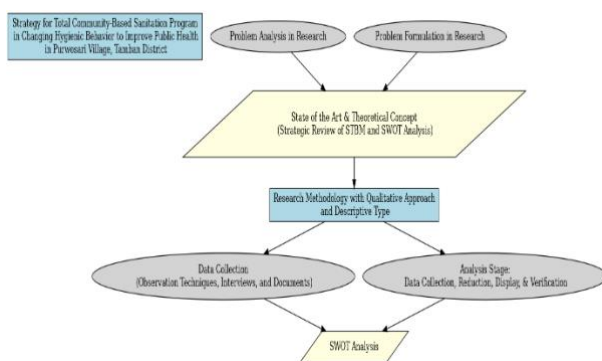 Strategy for Total Community-Based Sanitation Program
in Changing Hygienic Behavior to Improve Public Health
in Purwosari Village, Tamban District
Problem Analysis in Research
Problem Formulation in Research
State of the Art & Theoretical Concept
(Strategic Review of STBM and SWOT Analysis)
Research Methodology with Qualitative Approach
and Descriptive Type
Data Collection
(Observation Techniques, Interviews, and Documents)
Analysis Stage:
Data Collection, Reduction, Display, & Verification
SWOT Analysis